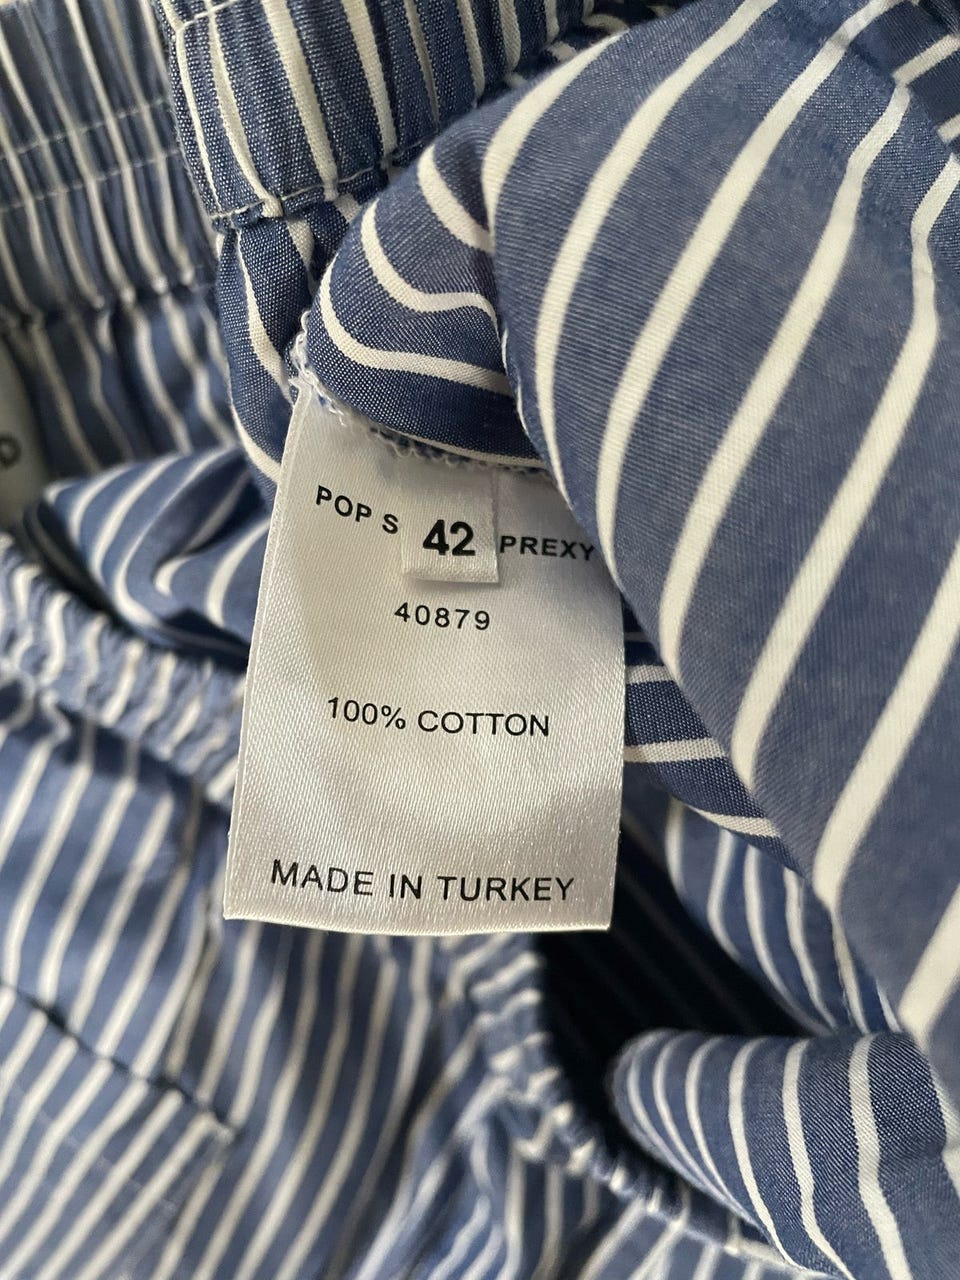 POP S 42 PREXY
40879
100% COTTON
MADE IN TURKEY